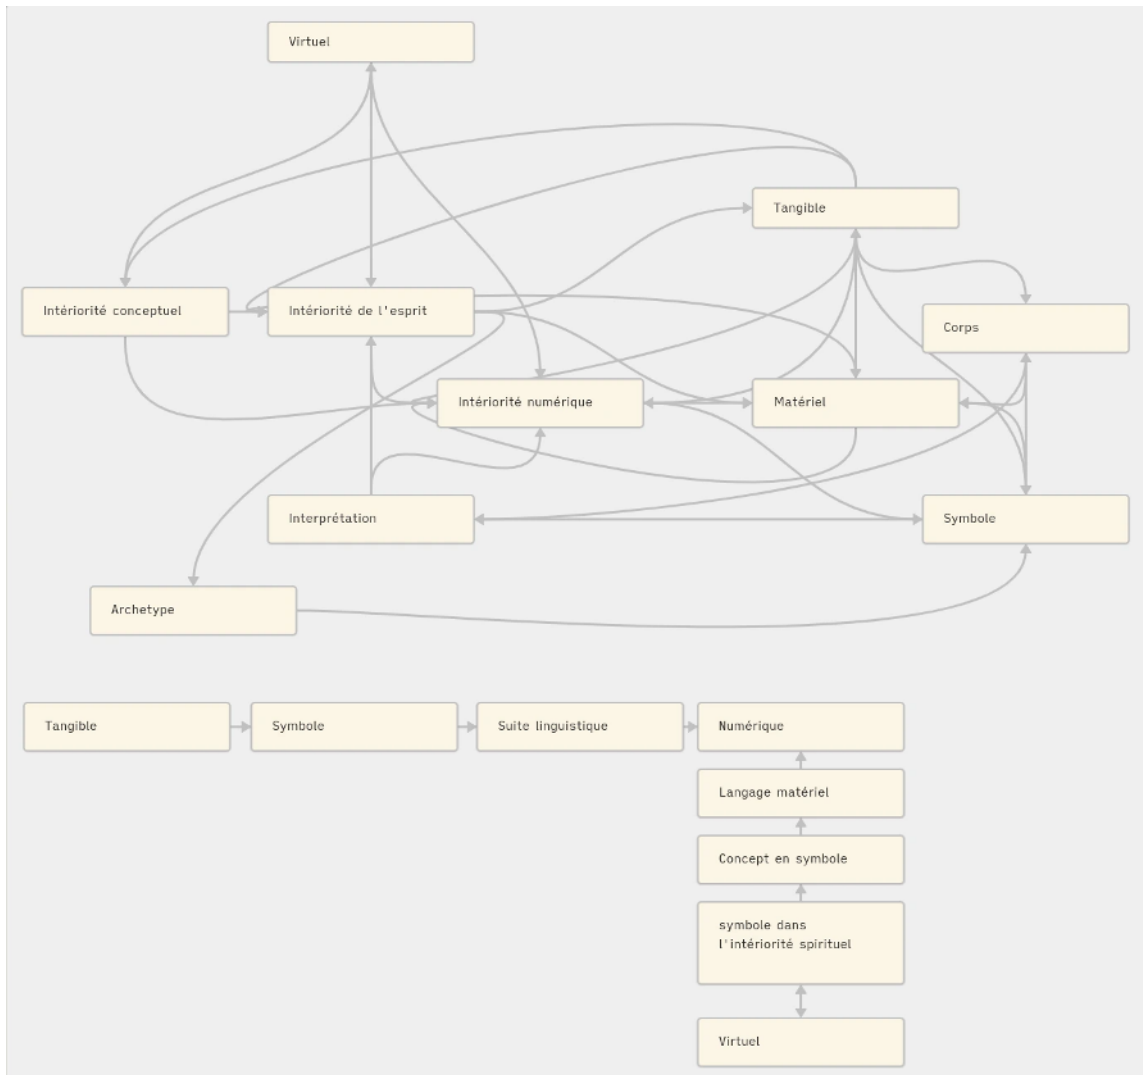 Virtuel
Tangible
Intériorité conceptuel
Intériorité de l'esprit
Corps
Intériorité numérique
Matériel
Interprétation
Symbole
Archetype
Tangible
Symbole
Suite linguistique
Numérique
Langage matériel
Concept en symbole
symbole dans
l'intériorité spirituel
Virtuel